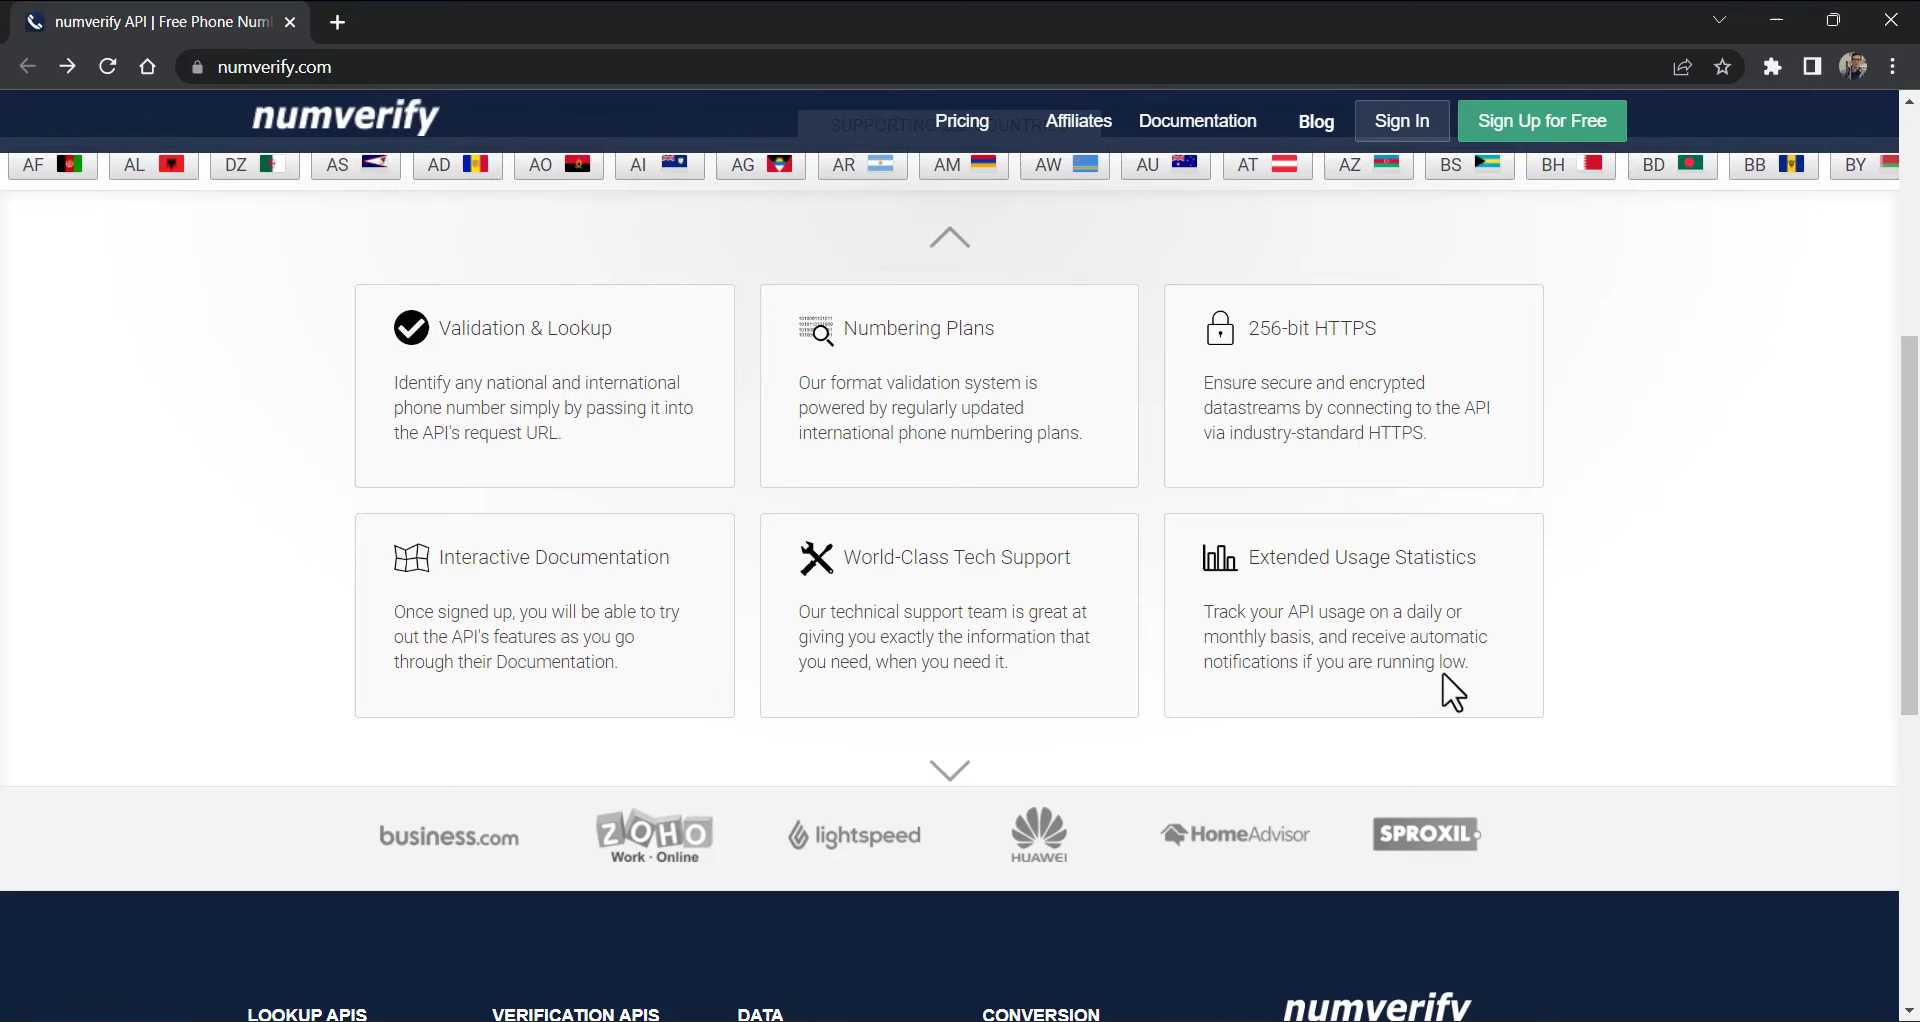 numverify API | Free Phone Num
numverify.com
numverify
SUPPORTING
Pricing
Affiliates
Documentation
Blog
Sign In
Sign Up for Free
AF
AL
DZ
AS
AD
AO
AI
AG
AR
AM
AW
AU
AT
AZ
BS
BH
BD
BB
BY
Validation & Lookup
Identify any national and international
phone number simply by passing it into
the API's request URL.
Numbering Plans
Our format validation system is
powered by regularly updated
international phone numbering plans.
256-bit HTTPS
Ensure secure and encrypted
datastreams by connecting to the API
via industry-standard HTTPS.
Interactive Documentation
Once signed up, you will be able to try
out the API's features as you go
through their Documentation.
World-Class Tech Support
Our technical support team is great at
giving you exactly the information that
you need, when you need it.
Extended Usage Statistics
Track your API usage on a daily or
monthly basis, and receive automatic
notifications if you are running low.
business.com
ZOHO
Work · Online
lightspeed
HUAWEI
HomeAdvisor
SPROXIL
LOOKUP APIS
VERIFICATION APIS
DATA
CONVERSION
numverify